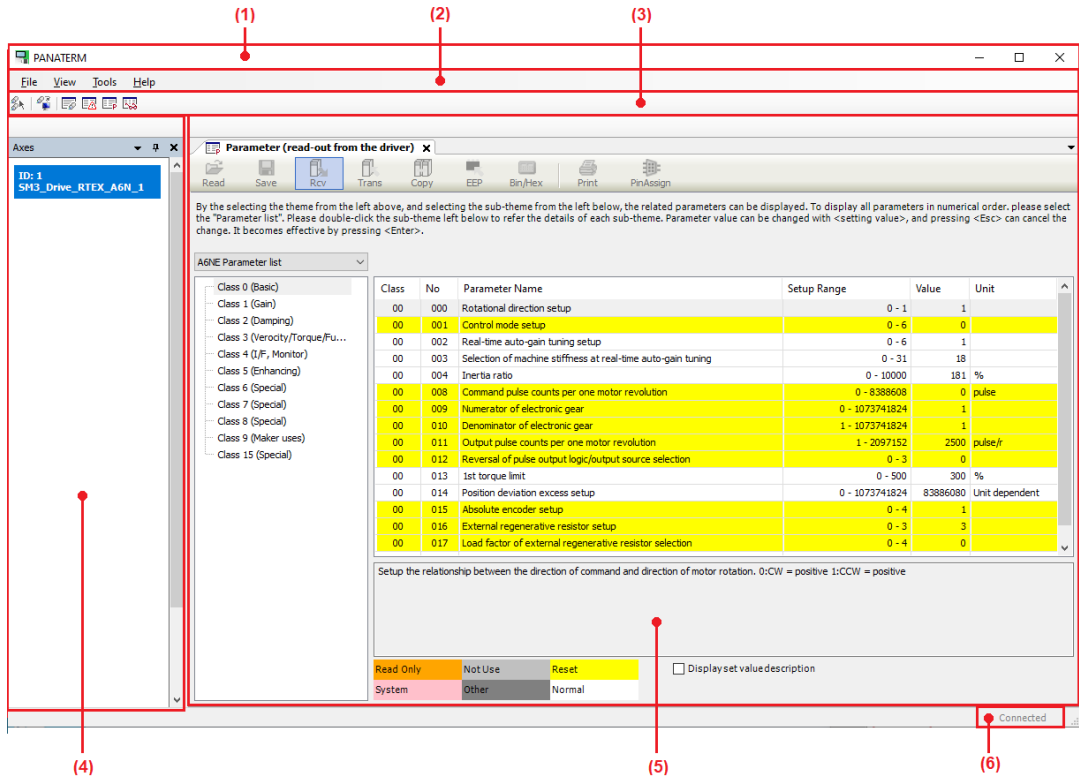 (1) (2) (3)
PANATERM
File View Tools Help
Axes
ID: 1
SM3_Drive_RTEX_A6N_1
Parameter (read-out from the driver)
Read Save Rcv Trans Copy EEP Bin/Hex Print PinAssign
By the selecting the theme from the left above, and selecting the sub-theme from the left below, the related parameters can be displayed. To display all parameters in numerical order. please select
the "Parameter list". Please double-click the sub-theme left below to refer the details of each sub-theme. Parameter value can be changed with <setting value>, and pressing <Esc> can cancel the
change. It becomes effective by pressing <Enter>.
A6NE Parameter list
Class 0 (Basic)
Class 1 (Gain)
Class 2 (Damping)
Class 3 (Verocity/Torque/Fu...
Class 4 (I/F, Monitor)
Class 5 (Enhancing)
Class 6 (Special)
Class 7 (Special)
Class 8 (Special)
Class 9 (Maker uses)
Class 15 (Special)
Class No Parameter Name Setup Range Value Unit
00 000 Rotational direction setup 0 - 1 1
00 001 Control mode setup 0 - 6 0
00 002 Real-time auto-gain tuning setup 0 - 6 1
00 003 Selection of machine stiffness at real-time auto-gain tuning 0 - 31 18
00 004 Inertia ratio 0 - 10000 181 %
00 008 Command pulse counts per one motor revolution 0 - 8388608 0 pulse
00 009 Numerator of electronic gear 0 - 1073741824 1
00 010 Denominator of electronic gear 1 - 1073741824 1
00 011 Output pulse counts per one motor revolution 1 - 2097152 2500 pulse/r
00 012 Reversal of pulse output logic/output source selection 0 - 3 0
00 013 1st torque limit 0 - 500 300 %
00 014 Position deviation excess setup 0 - 1073741824 83886080 Unit dependent
00 015 Absolute encoder setup 0 - 4 1
00 016 External regenerative resistor setup 0 - 3 3
00 017 Load factor of external regenerative resistor selection 0 - 4 0
Setup the relationship between the direction of command and direction of motor rotation. 0:CW = positive 1:CCW = positive
Read Only Not Use Reset
System Other Normal
Display set value description
Connected
(4) (5) (6)